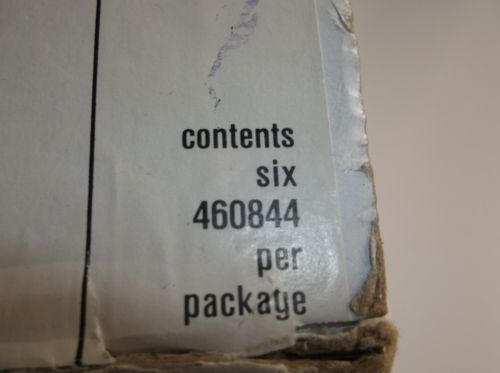 contents
six
460844
per
package